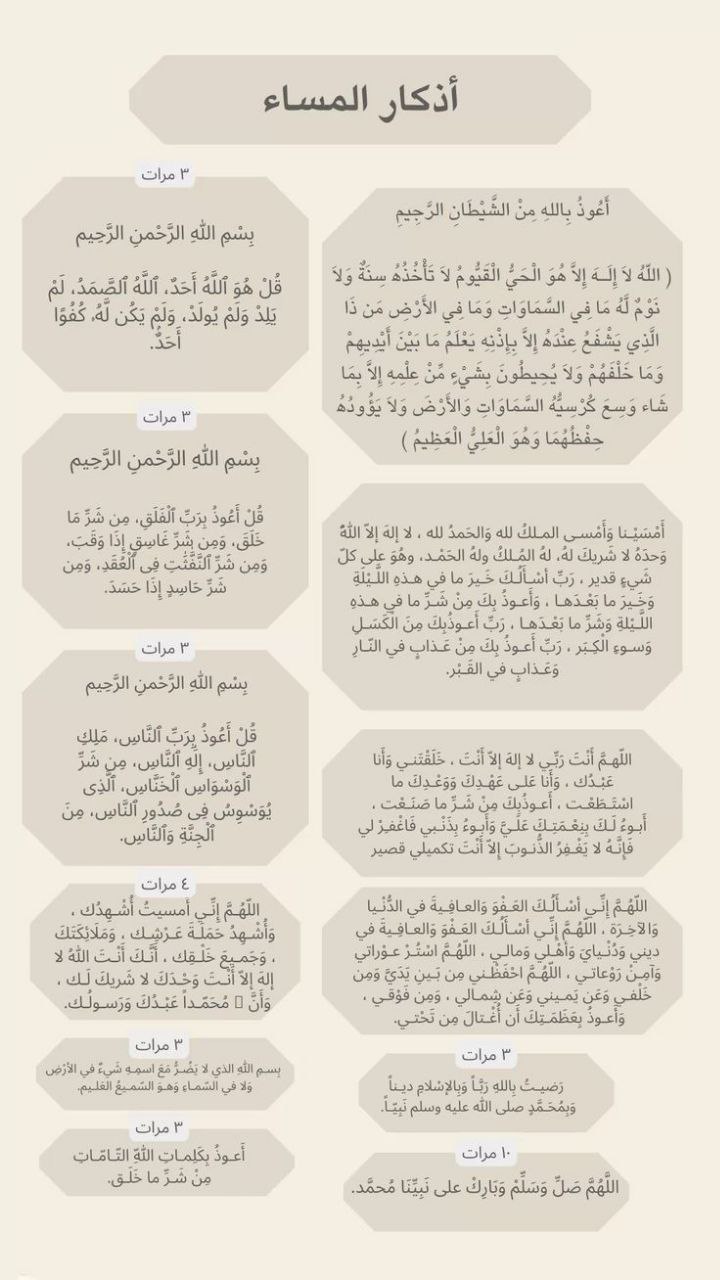 أذكار المساء
أَعُوذُ بِاللهِ مِنْ الشَّيْطَانِ الرَّجِيمِ
( اللّهُ لاَ إِلَـهَ إِلاَّ هُوَ الْحَيُّ الْقَيُّومُ لاَ تَأْخُذُهُ سِنَةٌ وَلاَ
نَوْمٌ لَّهُ مَا فِي السَّمَاوَاتِ وَمَا فِي الأَرْضِ مَن ذَا
الَّذِي يَشْفَعُ عِنْدَهُ إِلاَّ بِإِذْنِهِ يَعْلَمُ مَا بَيْنَ أَيْدِيهِمْ
وَمَا خَلْفَهُمْ وَلاَ يُحِيطُونَ بِشَيْءٍ مِّنْ عِلْمِهِ إِلاَّ بِمَا
شَاء وَسِعَ كُرْسِيُّهُ السَّمَاوَاتِ وَالأَرْضَ وَلاَ يَؤُودُهُ
حِفْظُهُمَا وَهُوَ الْعَلِيُّ الْعَظِيمُ )
أَمْسَيْـنا وَأَمْسـى المـلكُ لله وَالحَمدُ لله ، لا إلهَ إلاّ اللّهُ
وَحدَهُ لا شَريكَ لهُ، لهُ المُـلكُ ولهُ الحَمْـد، وهُوَ على كلّ
شَيءٍ قدير ، رَبِّ أسْـأَلُـكَ خَـيرَ ما في هـذهِ اللَّـيْلَةِ
وَخَـيرَ ما بَعْـدَهـا ، وَأَعـوذُ بِكَ مِنْ شَـرِّ ما في هـذهِ
اللَّـيْلةِ وَشَرِّ ما بَعْـدَهـا ، رَبِّ أَعـوذُبِكَ مِنَ الْكَسَـلِ
وَسـوءِ الْكِبَـر ، رَبِّ أَعـوذُ بِكَ مِنْ عَـذابٍ في النّـارِ
وَعَـذابٍ في القَبْـر.
اللّهـمَّ أَنْتَ رَبِّـي لا إلهَ إلاّ أَنْتَ ، خَلَقْتَنـي وَأَنا
عَبْـدُك ، وَأَنا عَلـى عَهْـدِكَ وَوَعْـدِكَ ما
اسْتَـطَعْـت ، أَعـوذُبِكَ مِنْ شَـرِّ ما صَنَـعْت ،
أَبـوءُ لَـكَ بِنِعْـمَتِـكَ عَلَـيَّ وَأَبـوءُ بِذَنْـبي فَاغْفـِرْ لي
فَإِنَّـهُ لا يَغْـفِرُ الذُّنـوبَ إِلاّ أَنْتَ تكميلي قصير
اللّهُـمَّ إِنِّـي أسْـأَلُـكَ العَـفْوَ وَالعـافِـيةَ في الدُّنْـيا
وَالآخِـرَة ، اللّهُـمَّ إِنِّـي أسْـأَلُـكَ العَـفْوَ وَالعـافِـيةَ في
ديني وَدُنْـيايَ وَأهْـلي وَمالـي ، اللّهُـمَّ اسْتُـرْ عـوْراتي
وَآمِـنْ رَوْعاتـي ، اللّهُـمَّ احْفَظْـني مِن بَـينِ يَدَيَّ وَمِن
خَلْفـي وَعَن يَمـيني وَعَن شِمـالي ، وَمِن فَوْقـي ،
وَأَعـوذُ بِعَظَمَـتِكَ أَن أُغْـتالَ مِن تَحْتـي.
٣ مرات
رَضيـتُ بِاللهِ رَبَّـاً وَبِالإسْلامِ ديـناً
وَبِمُحَـمَّدٍ صلى الله عليه وسلم نَبِيّـاً.
١٠ مرات
اللَّهُمَّ صَلِّ وَسَلِّمْ وَبَارِكْ على نَبِيِّنَا مُحمَّد.
٣ مرات
بِسْمِ اللهِ الرَّحْمنِ الرَّحِيم
قُلْ هُوَ ٱللَّهُ أَحَدٌ، ٱللَّهُ ٱلصَّمَدُ، لَمْ
يَلِدْ وَلَمْ يُولَدْ، وَلَمْ يَكُن لَّهُۥ كُفُوًا
أَحَدٌۢ.
٣ مرات
بِسْمِ اللهِ الرَّحْمنِ الرَّحِيم
قُلْ أَعُوذُ بِرَبِّ ٱلْفَلَقِ، مِن شَرِّ مَا
خَلَقَ، وَمِن شَرِّ غَاسِقٍ إِذَا وَقَبَ،
وَمِن شَرِّ ٱلنَّفَّٰثَٰتِ فِى ٱلْعُقَدِ، وَمِن
شَرِّ حَاسِدٍ إِذَا حَسَدَ.
٣ مرات
بِسْمِ اللهِ الرَّحْمنِ الرَّحِيم
قُلْ أَعُوذُ بِرَبِّ ٱلنَّاسِ، مَلِكِ
ٱلنَّاسِ، إِلَٰهِ ٱلنَّاسِ، مِن شَرِّ
ٱلْوَسْوَاسِ ٱلْخَنَّاسِ، ٱلَّذِى
يُوَسْوِسُ فِى صُدُورِ ٱلنَّاسِ، مِنَ
ٱلْجِنَّةِ وَٱلنَّاسِ.
٤ مرات
اللّهُـمَّ إِنِّـي أمسيتُ أُشْـهِدُك ،
وَأُشْـهِدُ حَمَلَـةَ عَـرْشِـك ، وَمَلَائِكَتَكَ
، وَجَمـيعَ خَلْـقِك ، أَنَّـكَ أَنْـتَ اللهُ لا
إلهَ إلاّ أَنْـتَ وَحْـدَكَ لا شَريكَ لَـك ،
وَأَنَّ مُحَمّـداً عَبْـدُكَ وَرَسـولُـك.
٣ مرات
بِسـمِ اللهِ الذي لا يَضُـرُّ مَعَ اسمِـهِ شَيءٌ في الأرْضِ
وَلا في السّمـاءِ وَهـوَ السّمـيعُ العَلـيم.
٣ مرات
أَعـوذُ بِكَلِمـاتِ اللّهِ التّـامّـاتِ
مِنْ شَـرِّ ما خَلَـق.